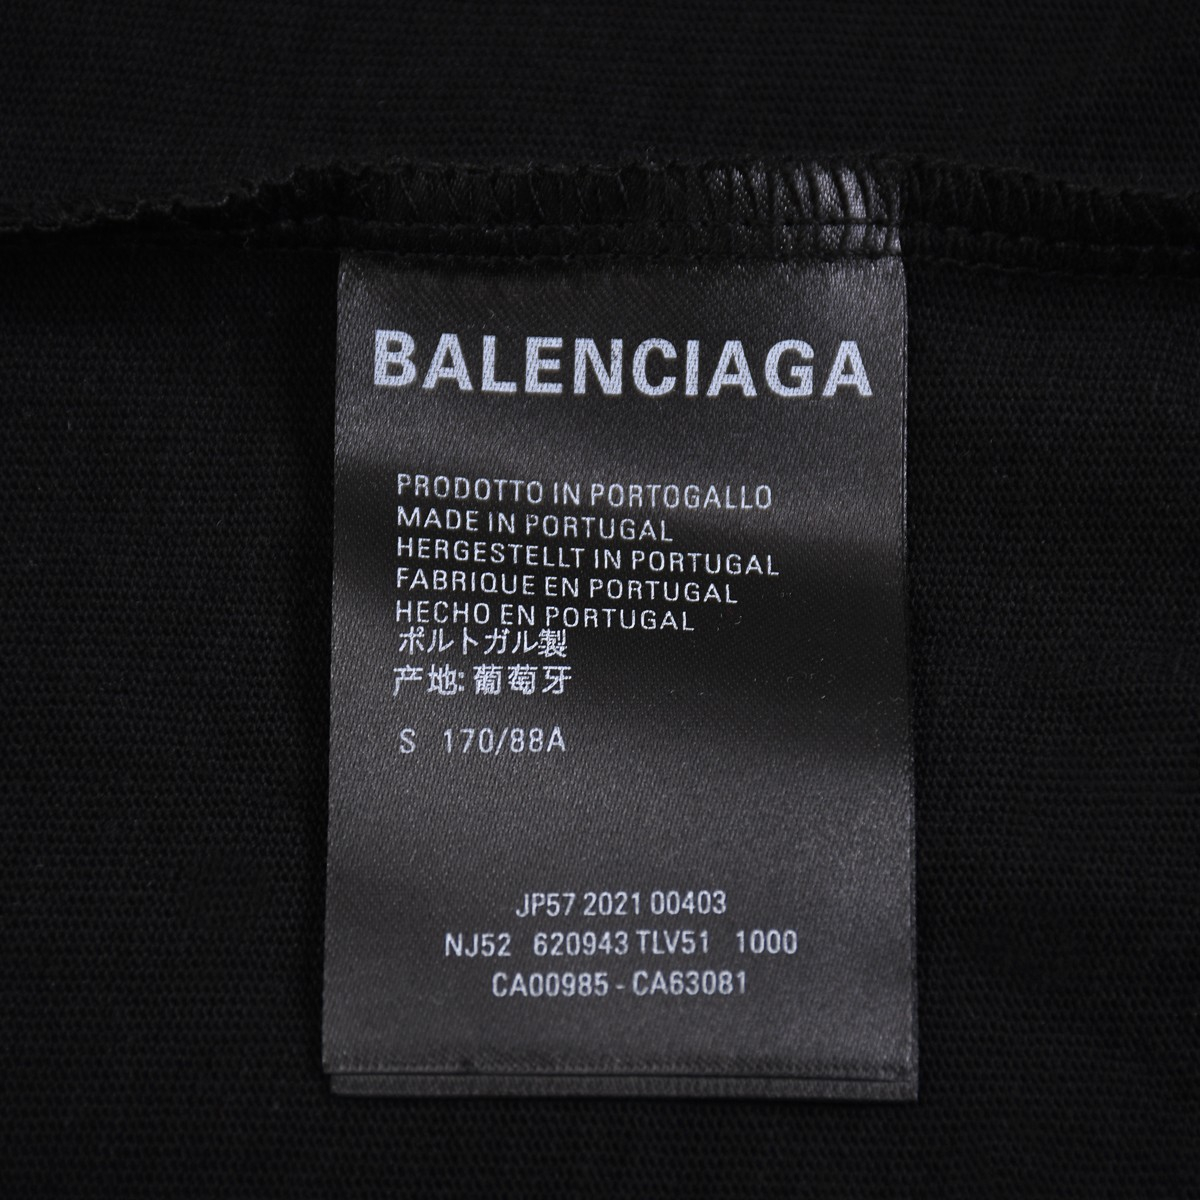 BALENCIAGA
PRODOTTO IN PORTOGALLO
MADE IN PORTUGAL
HERGESTELLT IN PORTUGAL
FABRIQUE EN PORTUGAL
HECHO EN PORTUGAL
ポルトガル製
产地: 葡萄牙
S 170/88A
JP57 2021 00403
NJ52 620943 TLV51 1000
CA00985 - CA63081